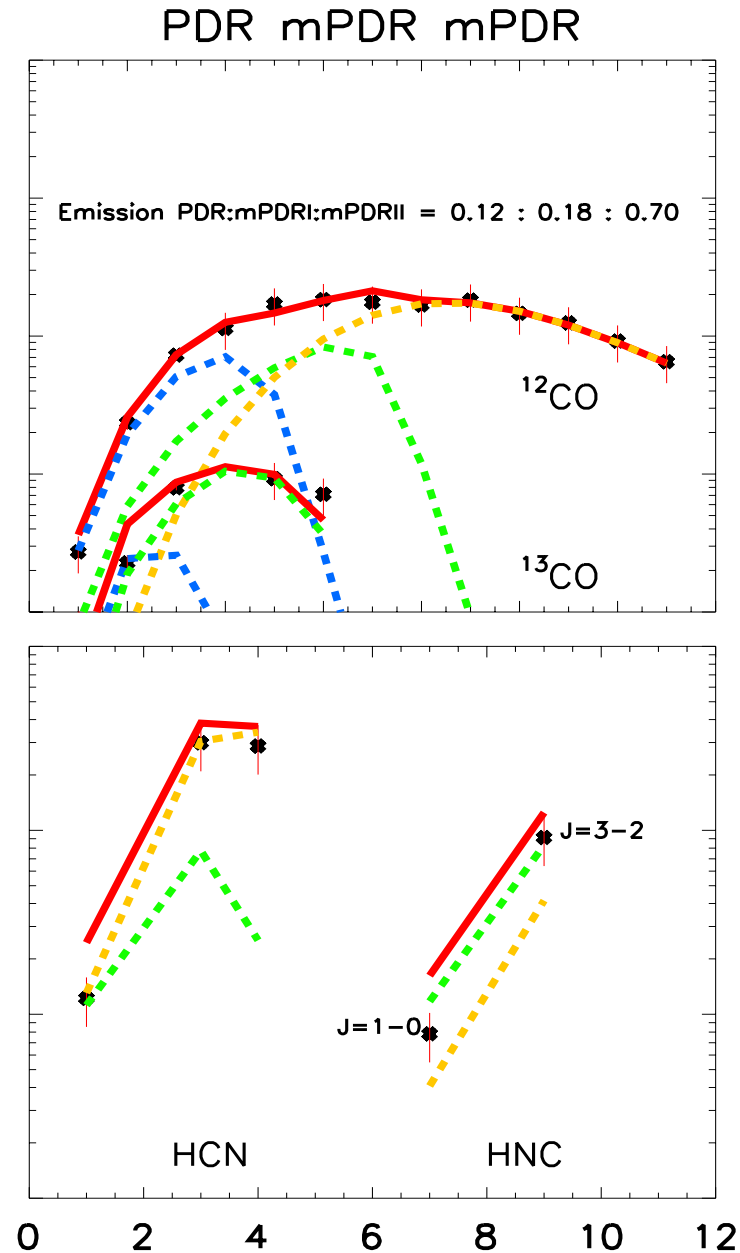 PDR mPDR mPDR
Emission PDR:mPDRI:mPDRII = 0.12 : 0.18 : 0.70
¹²CO
¹³CO
J=3−2
J=1−0
HCN HNC
0 2 4 6 8 10 12